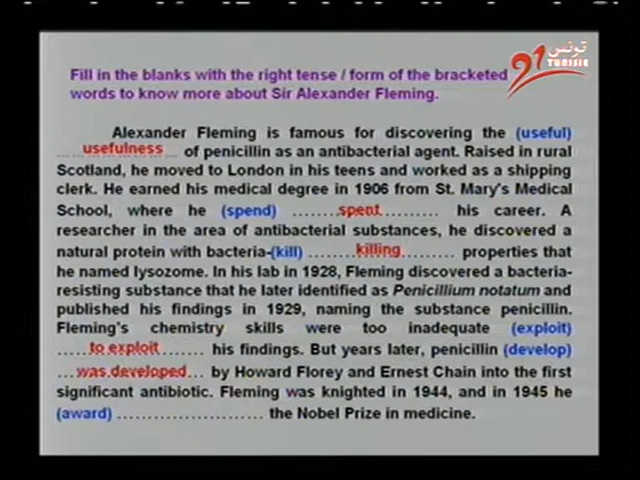 تونس
21
TUNISIE
Fill in the blanks with the right tense / form of the bracketed
words to know more about Sir Alexander Fleming.
Alexander Fleming is famous for discovering the (useful)
....usefulness.... of penicillin as an antibacterial agent. Raised in rural
Scotland, he moved to London in his teens and worked as a shipping
clerk. He earned his medical degree in 1906 from St. Mary's Medical
School, where he (spend) ........spent.......... his career. A
researcher in the area of antibacterial substances, he discovered a
natural protein with bacteria-(kill) ........killing.......... properties that
he named lysozome. In his lab in 1928, Fleming discovered a bacteria-
resisting substance that he later identified as Penicillium notatum and
published his findings in 1929, naming the substance penicillin.
Fleming's chemistry skills were too inadequate (exploit)
......to exploit........ his findings. But years later, penicillin (develop)
...was developed... by Howard Florey and Ernest Chain into the first
significant antibiotic. Fleming was knighted in 1944, and in 1945 he
(award) ........................ the Nobel Prize in medicine.